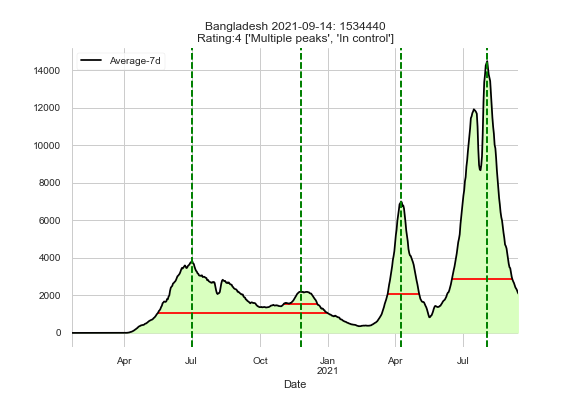 Bangladesh 2021-09-14: 1534440
Rating:4 ['Multiple peaks', 'In control']
Average-7d
14000
12000
10000
8000
6000
4000
2000
0
Apr Jul Oct Jan Apr Jul
2021
Date